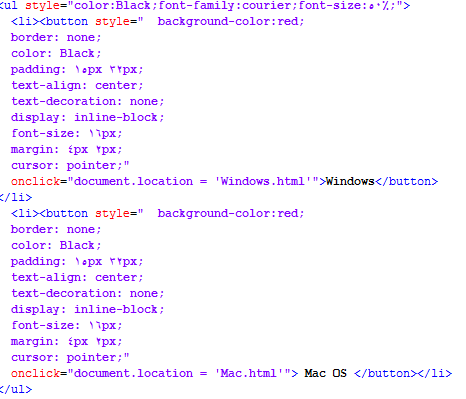 <ul style="color:Black;font-family:courier;font-size:٥٠٪;">
<li><button style=" background-color:red;
border: none;
color: Black;
padding: ١٥px ٣٢px;
text-align: center;
text-decoration: none;
display: inline-block;
font-size: ١٦px;
margin: ٤px ٢px;
cursor: pointer;"
onclick="document.location = 'Windows.html'">Windows</button>
</li>
<li><button style=" background-color:red;
border: none;
color: Black;
padding: ١٥px ٣٢px;
text-align: center;
text-decoration: none;
display: inline-block;
font-size: ١٦px;
margin: ٤px ٢px;
cursor: pointer;"
onclick="document.location = 'Mac.html'"> Mac OS </button></li>
</ul>